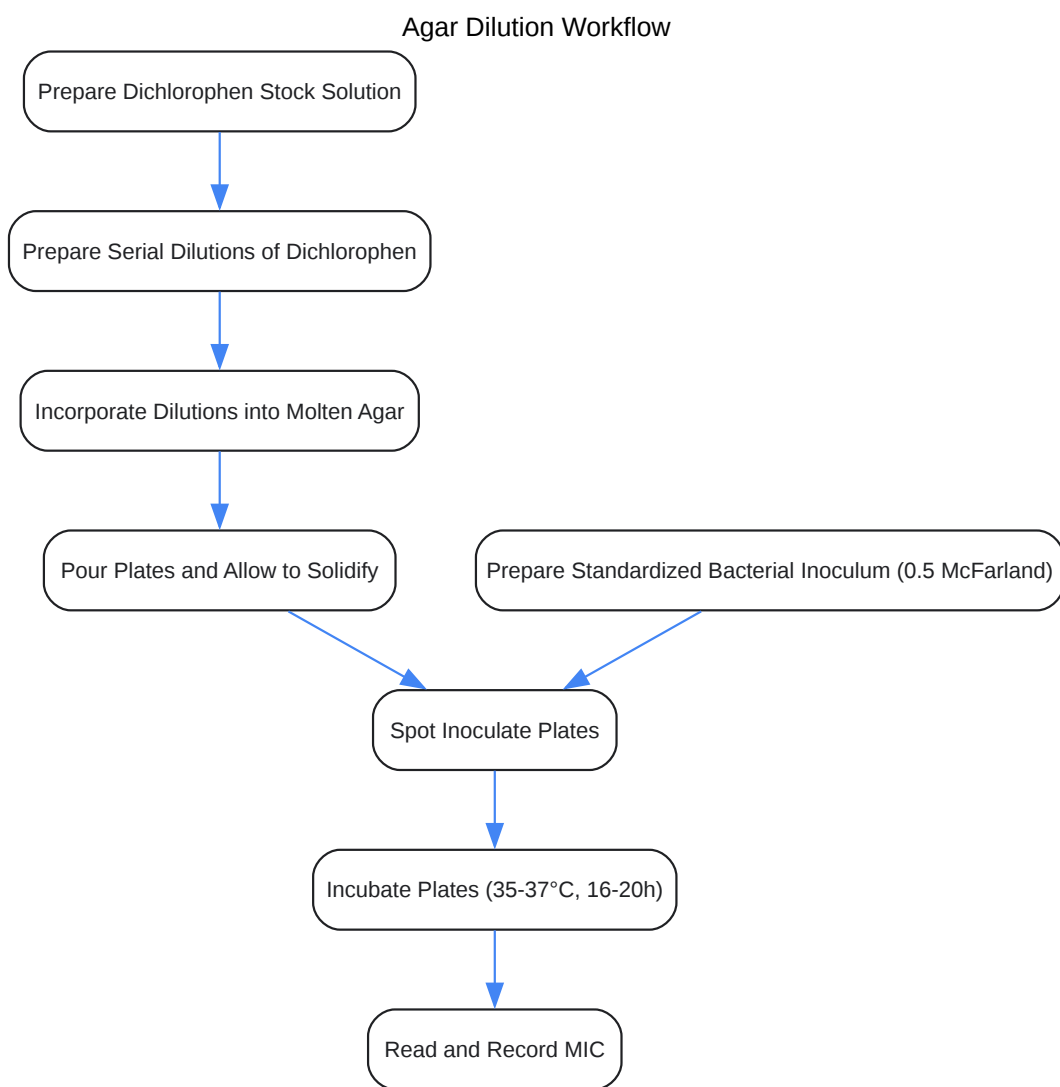 Agar Dilution Workflow
Prepare Dichlorophen Stock Solution
Prepare Serial Dilutions of Dichlorophen
Incorporate Dilutions into Molten Agar
Pour Plates and Allow to Solidify
Prepare Standardized Bacterial Inoculum (0.5 McFarland)
Spot Inoculate Plates
Incubate Plates (35-37°C, 16-20h)
Read and Record MIC